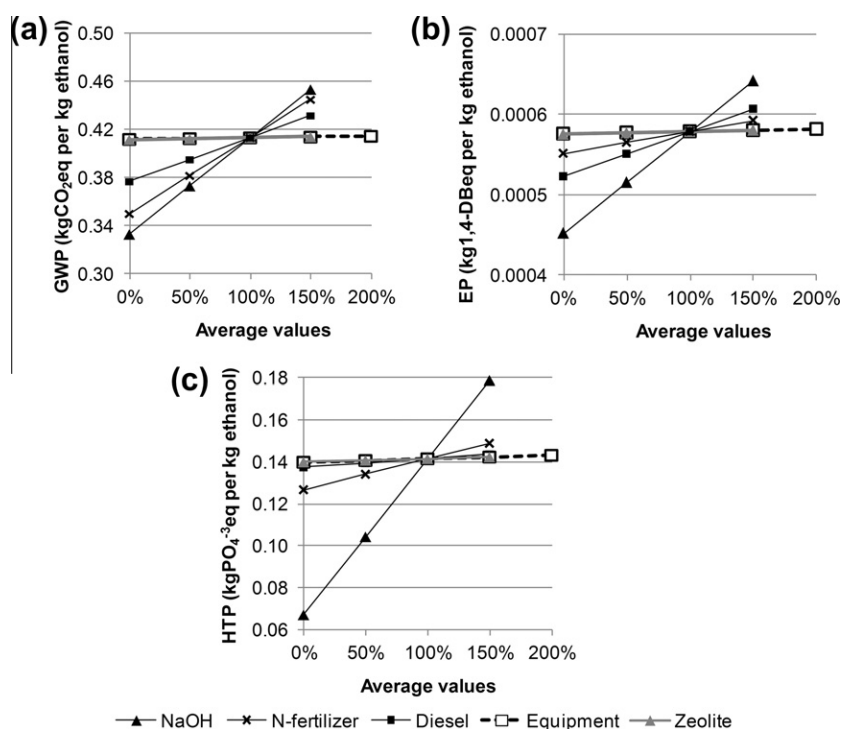 (a)
GWP (kgCO₂eq per kg ethanol)
0.50
0.46
0.42
0.38
0.34
0.30
0% 50% 100% 150% 200%
Average values
(b)
EP (kg1,4-DBeq per kg ethanol)
0.0007
0.0006
0.0005
0.0004
0% 50% 100% 150% 200%
Average values
(c)
HTP (kgPO₄⁻³eq per kg ethanol)
0.18
0.16
0.14
0.12
0.10
0.08
0.06
0% 50% 100% 150% 200%
Average values
NaOH N-fertilizer Diesel Equipment Zeolite